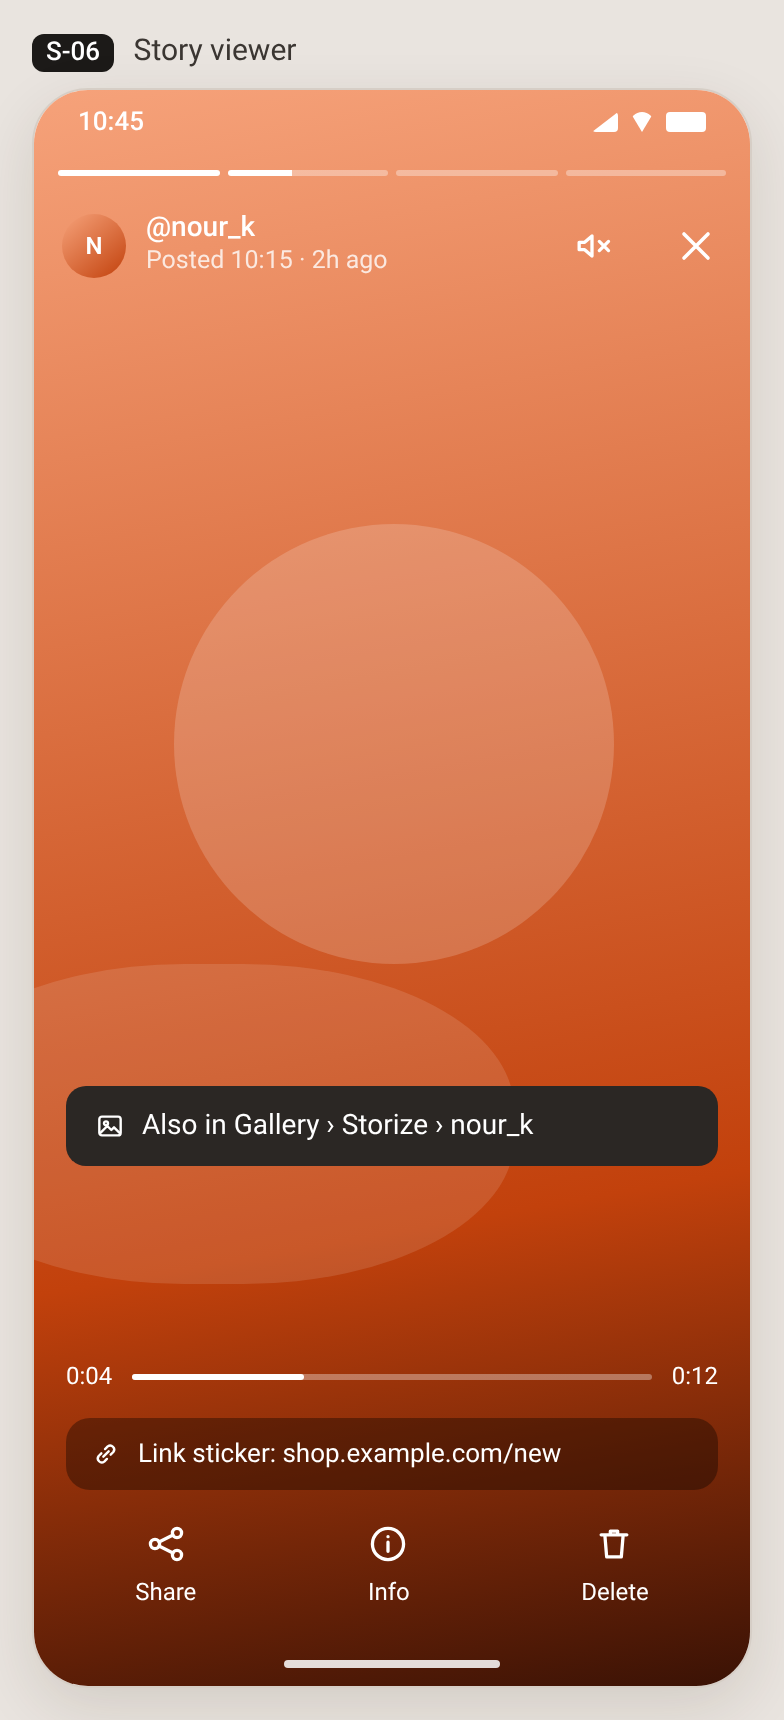 S-06 Story viewer
10:45
N
@nour_k
Posted 10:15 · 2h ago
Also in Gallery › Storize › nour_k
0:04 0:12
Link sticker: shop.example.com/new
Share Info Delete